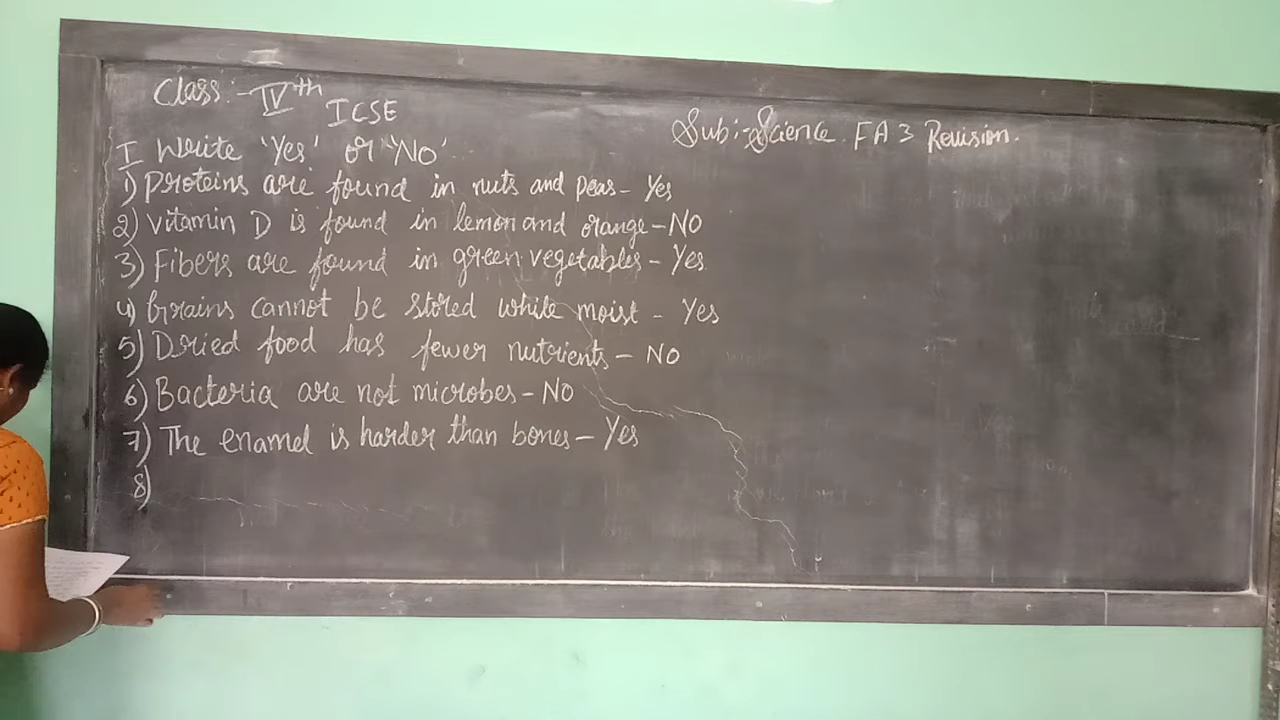 Class:- IVth
ICSE
Sub:-Science FA 3 Revision.
I Write 'Yes' or 'No'
1) Proteins are found in nuts and peas - Yes
2) Vitamin D is found in lemon and orange - NO
3) Fibers are found in green vegetables - Yes
4) Grains cannot be stored while moist - Yes
5) Dried food has fewer nutrients - NO
6) Bacteria are not microbes - NO
7) The enamel is harder than bones - Yes
8)